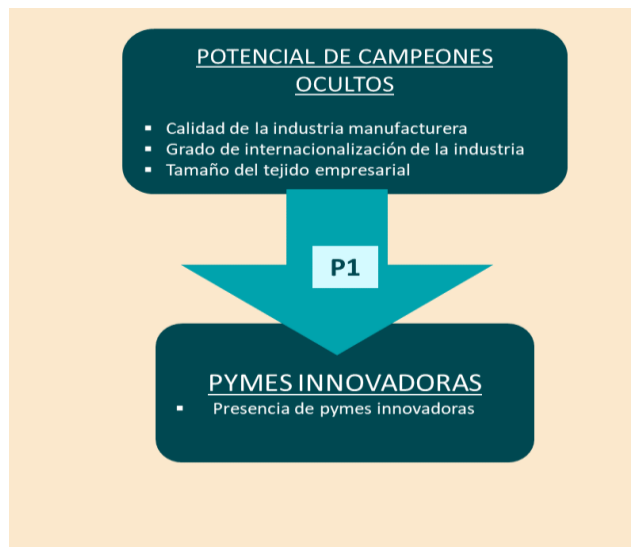 POTENCIAL DE CAMPEONES
OCULTOS
▪ Calidad de la industria manufacturera
▪ Grado de internacionalización de la industria
▪ Tamaño del tejido empresarial
P1
PYMES INNOVADORAS
▪ Presencia de pymes innovadoras